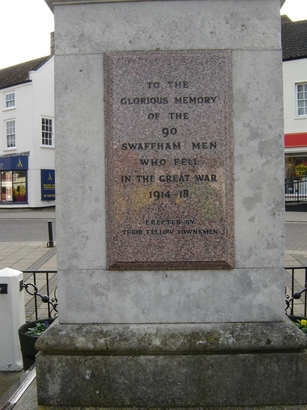 TO THE
GLORIOUS MEMORY
OF THE
90
SWAFFHAM MEN
WHO FELL
IN THE GREAT WAR
1914-18
ERECTED BY
THEIR FELLOW TOWNSMEN